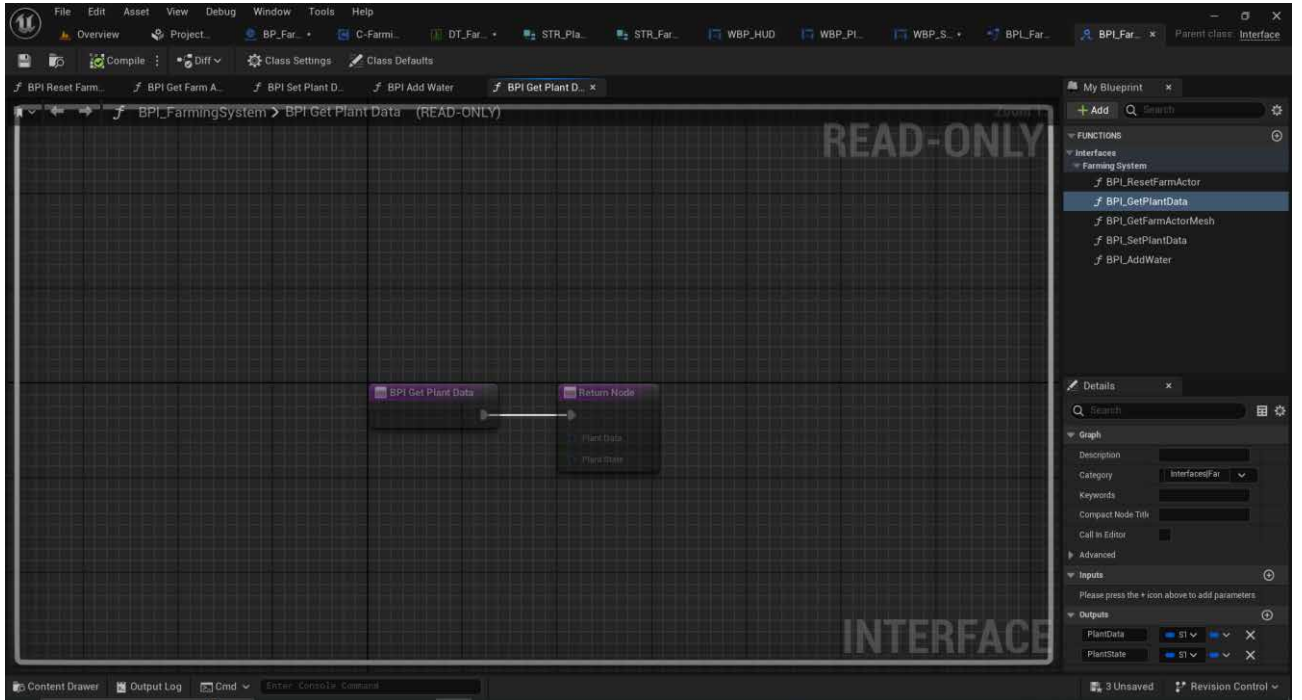 File Edit Asset View Debug Window Tools Help
Overview Project... BP_Far... • C-Farmi... DT_Far... • STR_Pla... STR_Far... WBP_HUD WBP_Pl... WBP_S... • BPL_Far... BPI_Far... × Parent class: Interface
Compile Diff Class Settings Class Defaults
f BPI Reset Farm... f BPI Get Farm A... f BPI Set Plant D... f BPI Add Water f BPI Get Plant D... × My Blueprint ×
f BPI_FarmingSystem > BPI Get Plant Data (READ-ONLY) + Add Search
READ-ONLY
FUNCTIONS
Interfaces
Farming System
f BPI_ResetFarmActor
f BPI_GetPlantData
f BPI_GetFarmActorMesh
f BPI_SetPlantData
f BPI_AddWater
BPI Get Plant Data Return Node
Plant Data
Plant State
Details ×
Search
Graph
Description
Category Interfaces|Far
Keywords
Compact Node Title
Call In Editor
Advanced
Inputs
Please press the + icon above to add parameters
Outputs
PlantData ST
PlantState ST
INTERFACE
Content Drawer Output Log Cmd Enter Console Command 3 Unsaved Revision Control